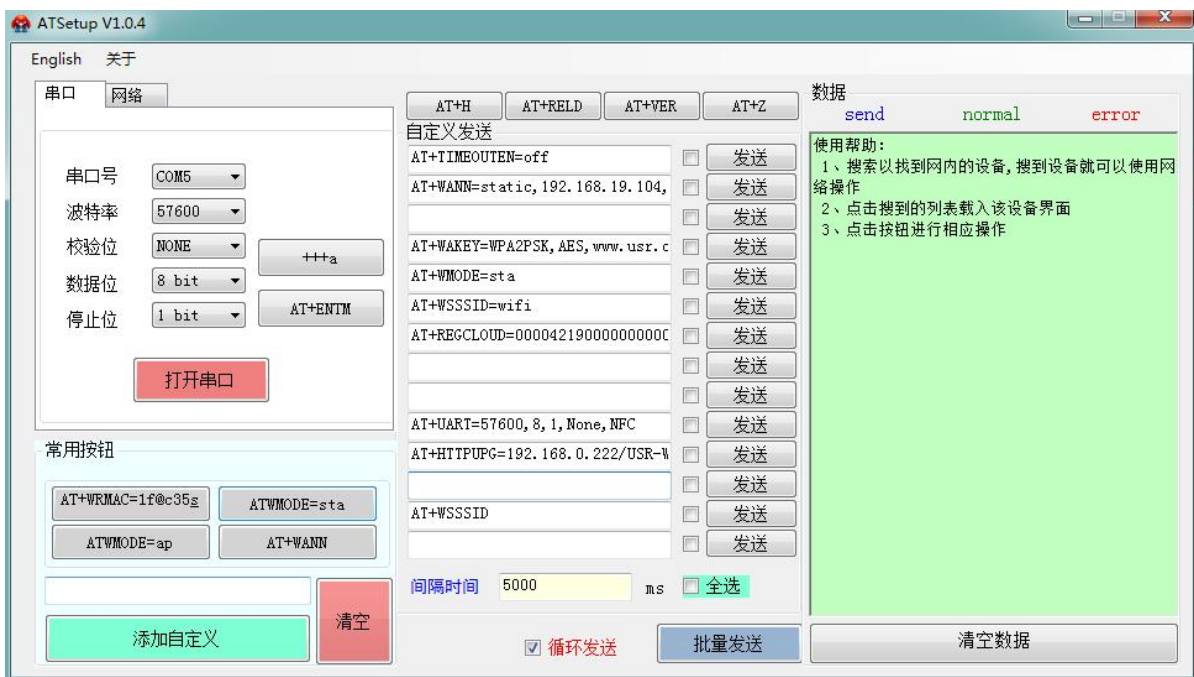 ATSetup V1.0.4
English 关于
串口 网络
串口号 COM5
波特率 57600
校验位 NONE
数据位 8 bit
停止位 1 bit
+++a
AT+ENTM
打开串口
常用按钮
AT+WRMAC=1f@c35s ATWMODE=sta
ATWMODE=ap AT+WANN
添加自定义
清空
AT+H AT+RELD AT+VER AT+Z
自定义发送
AT+TIMEOUTEN=off 发送
AT+WANN=static,192.168.19.104, 发送
发送
AT+WAKEY=WPA2PSK,AES,www.usr.c 发送
AT+WMODE=sta 发送
AT+WSSSID=wifi 发送
AT+REGCLOUD=0000421900000000000 发送
发送
发送
AT+UART=57600,8,1,None,NFC 发送
AT+HTTPUPG=192.168.0.222/USR-W 发送
发送
AT+WSSSID 发送
发送
间隔时间 5000 ms 全选
循环发送 批量发送
数据
send normal error
使用帮助:
1、搜索以找到网内的设备,搜到设备就可以使用网
络操作
2、点击搜到的列表载入该设备界面
3、点击按钮进行相应操作
清空数据